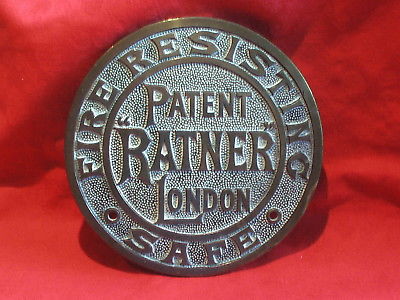 FIRE RESISTING
PATENT
"RATNER"
LONDON
SAFE